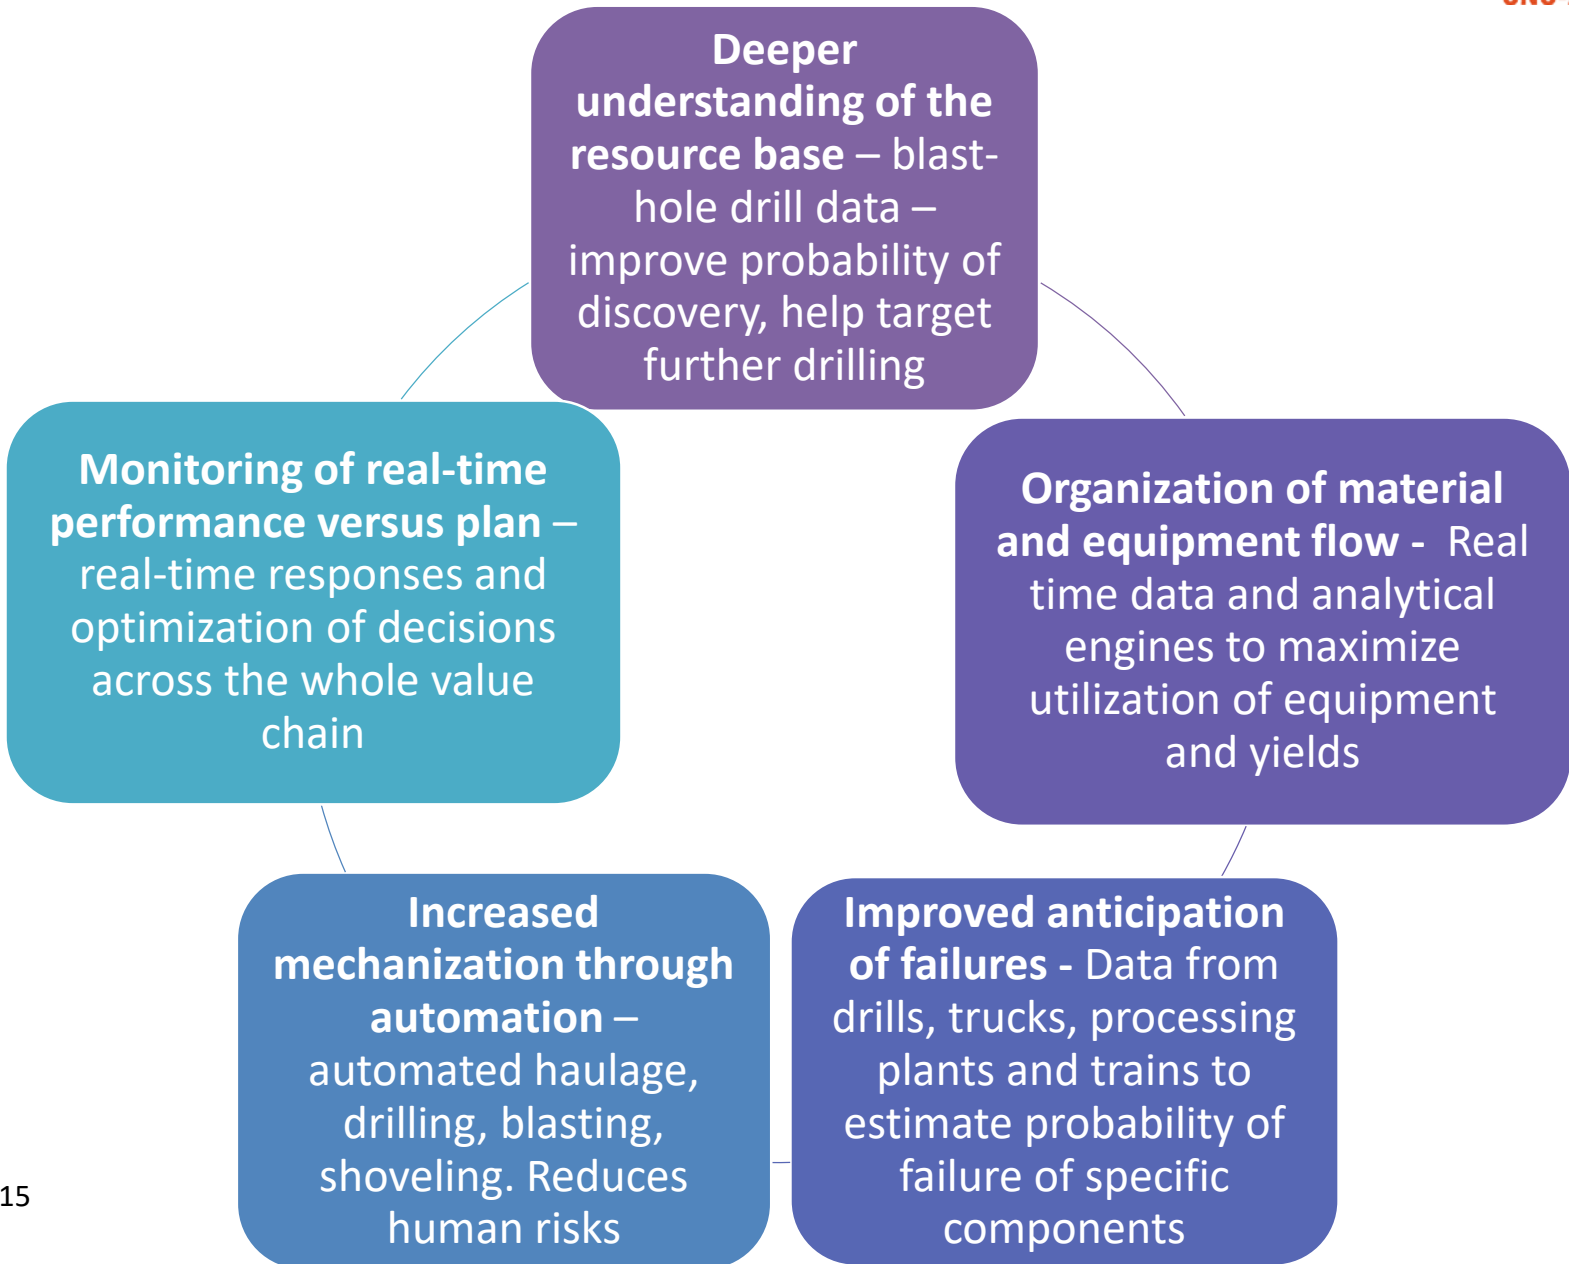 Deeper
understanding of the
resource base – blast-
hole drill data –
improve probability of
discovery, help target
further drilling
Organization of material
and equipment flow -  Real
time data and analytical
engines to maximize
utilization of equipment
and yields
Improved anticipation
of failures - Data from
drills, trucks, processing
plants and trains to
estimate probability of
failure of specific
components
Increased
mechanization through
automation –
automated haulage,
drilling, blasting,
shoveling. Reduces
human risks
Monitoring of real-time
performance versus plan –
real-time responses and
optimization of decisions
across the whole value
chain
15